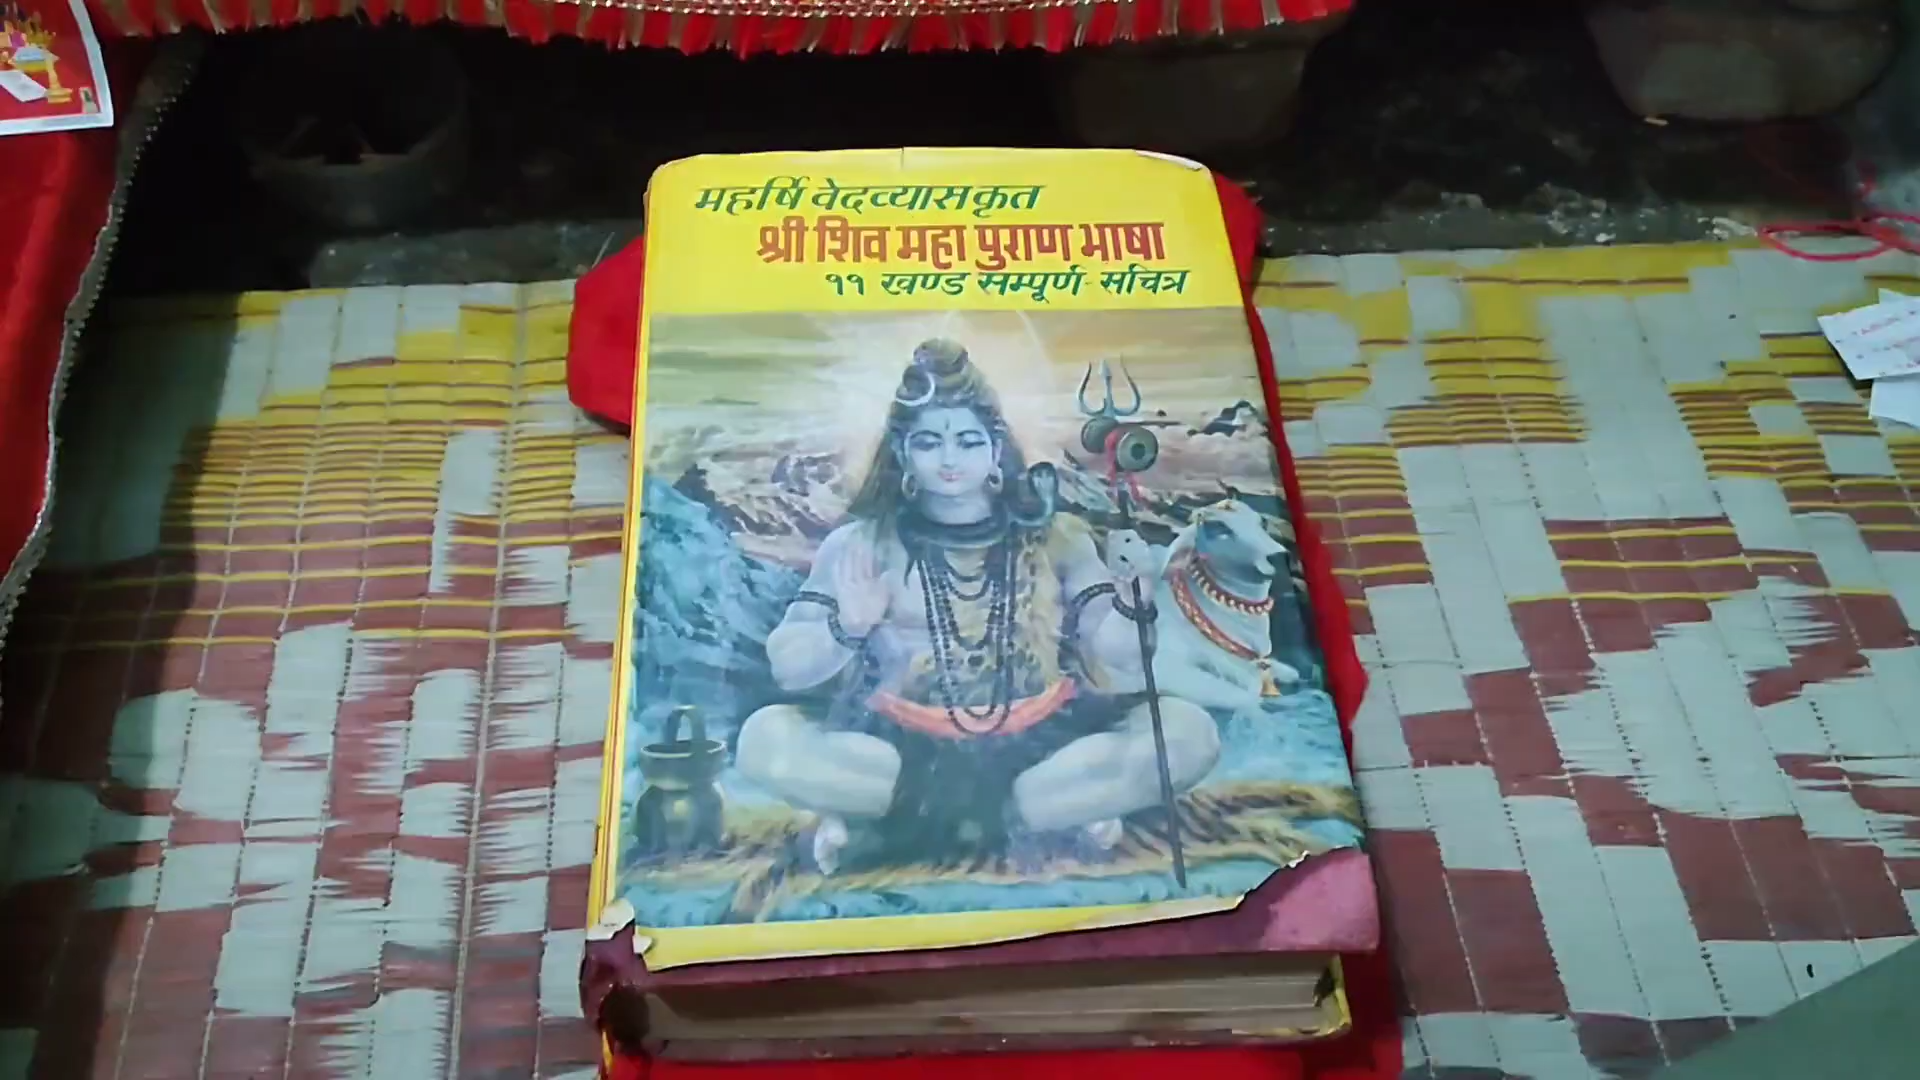 महर्षि वेदव्यासकृत
श्री शिव महा पुराण भाषा
११ खण्ड सम्पूर्ण-सचित्र